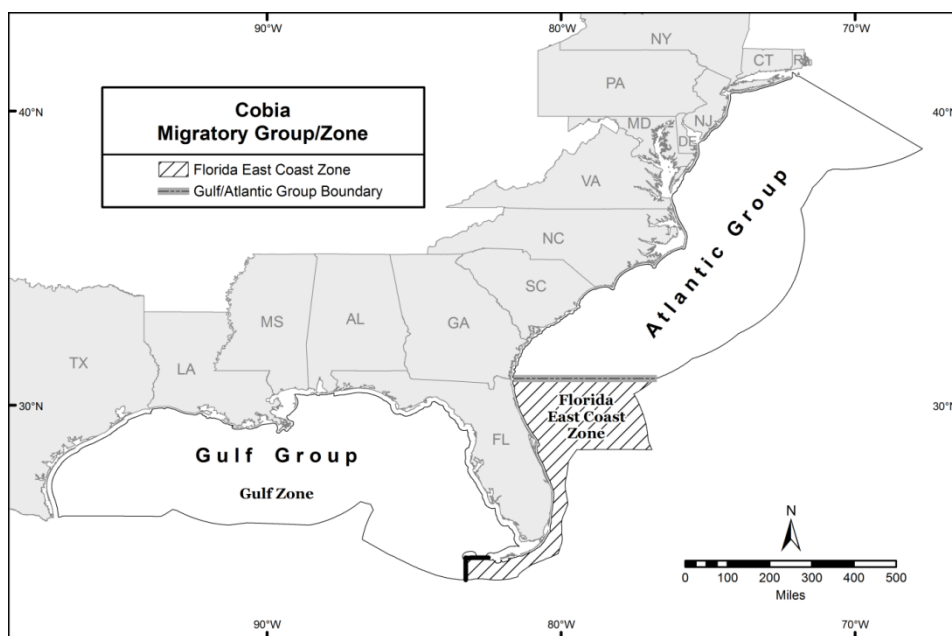 90°W
80°W
70°W
40°N
40°N
30°N
30°N
Cobia
Migratory Group/Zone
Florida East Coast Zone
Gulf/Atlantic Group Boundary
NY
CT
RI
PA
NJ
MD
DE
VA
NC
SC
TX
LA
MS
AL
GA
FL
Atlantic Group
Florida
East Coast
Zone
Gulf Group
Gulf Zone
N
0 100 200 300 400 500
Miles
90°W
80°W
70°W